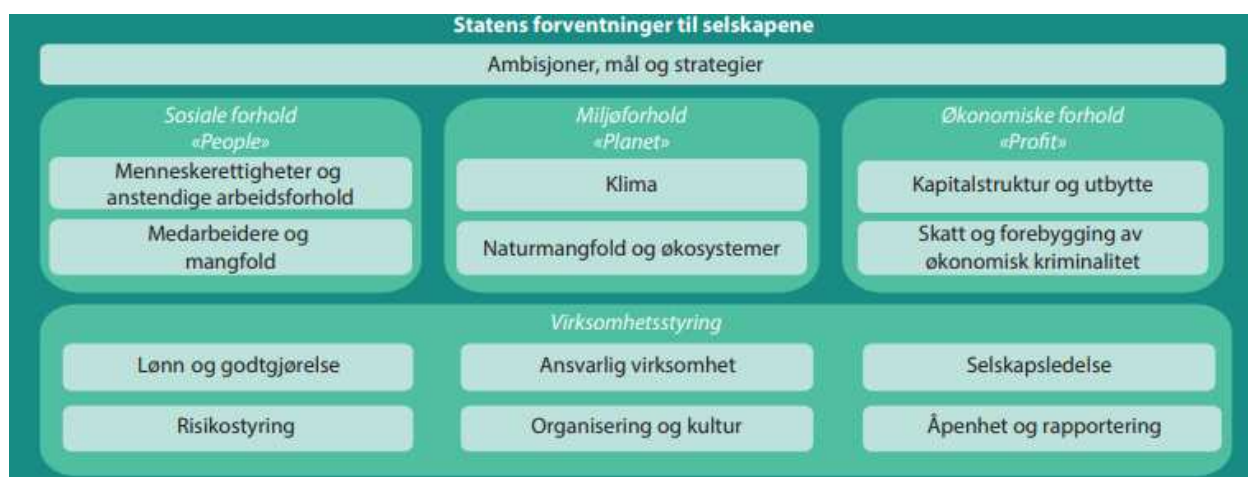 Statens forventninger til selskapene
Ambisjoner, mål og strategier
Sosiale forhold
«People»
Menneskerettigheter og
anstendige arbeidsforhold
Medarbeidere og
mangfold
Miljøforhold
«Planet»
Klima
Naturmangfold og økosystemer
Økonomiske forhold
«Profit»
Kapitalstruktur og utbytte
Skatt og forebygging av
økonomisk kriminalitet
Virksomhetsstyring
Lønn og godtgjørelse
Ansvarlig virksomhet
Selskapsledelse
Risikostyring
Organisering og kultur
Åpenhet og rapportering